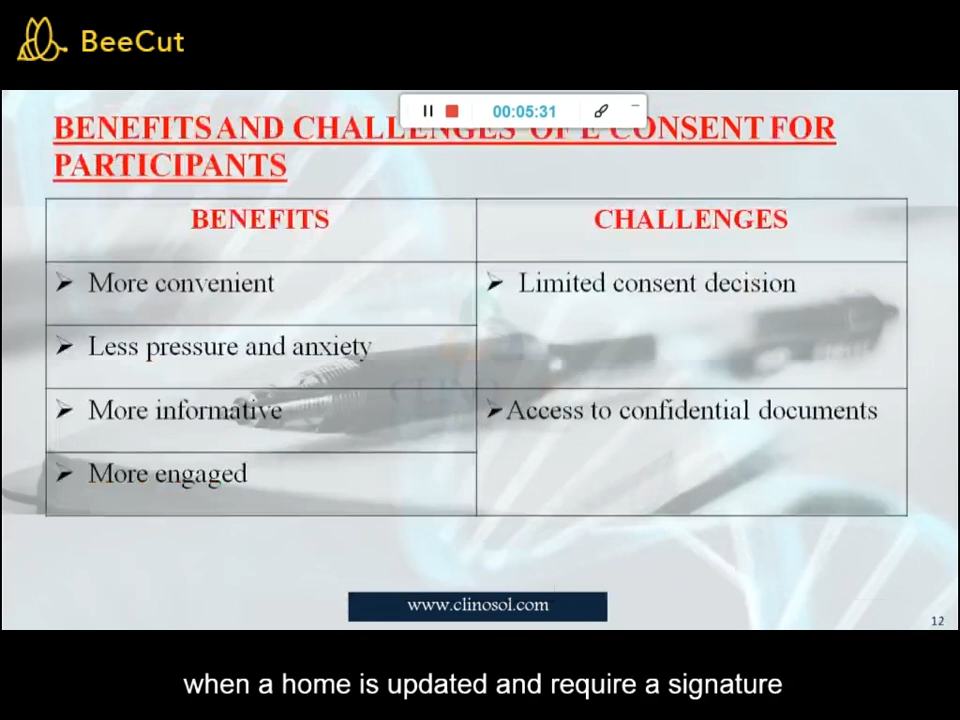 BeeCut
00:05:31
BENEFITS AND CHALLENGES OF E CONSENT FOR
PARTICIPANTS
BENEFITS
CHALLENGES
➢ More convenient
➢ Limited consent decision
➢ Less pressure and anxiety
➢ More informative
➢ Access to confidential documents
➢ More engaged
www.clinosol.com
12
when a home is updated and require a signature